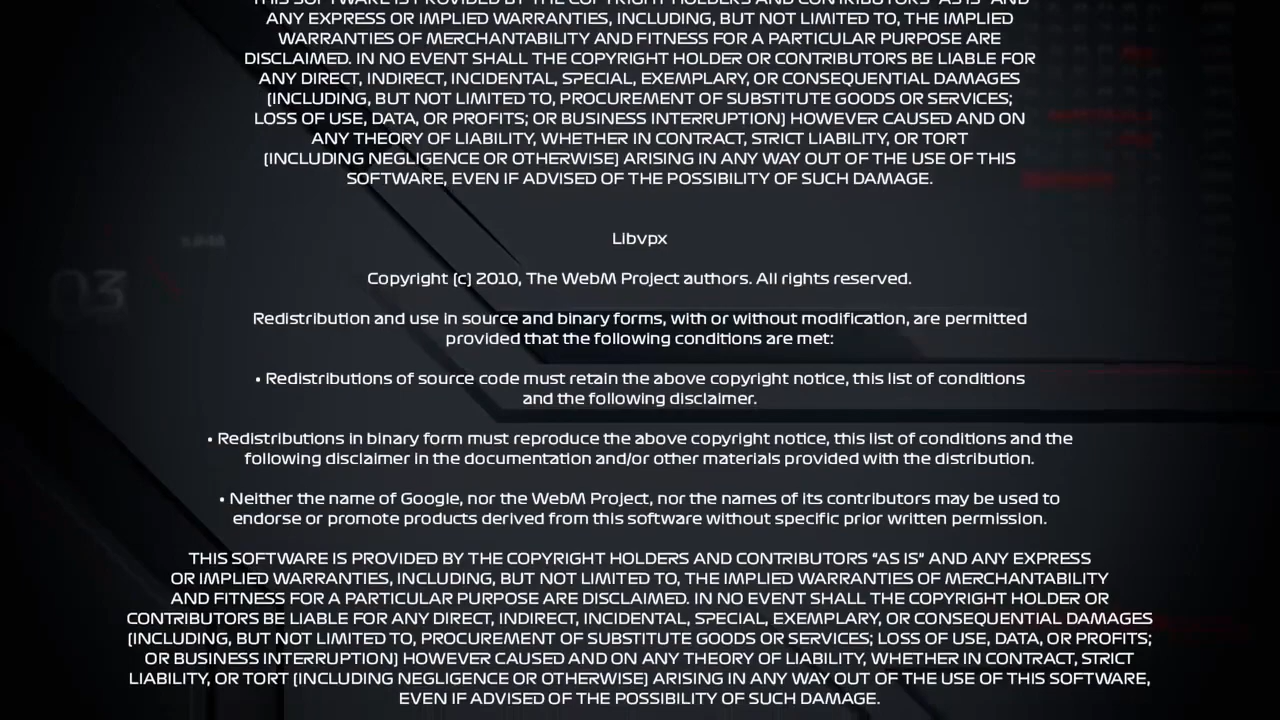 THIS SOFTWARE IS PROVIDED BY THE COPYRIGHT HOLDERS AND CONTRIBUTORS "AS IS" AND
ANY EXPRESS OR IMPLIED WARRANTIES, INCLUDING, BUT NOT LIMITED TO, THE IMPLIED
WARRANTIES OF MERCHANTABILITY AND FITNESS FOR A PARTICULAR PURPOSE ARE
DISCLAIMED. IN NO EVENT SHALL THE COPYRIGHT HOLDER OR CONTRIBUTORS BE LIABLE FOR
ANY DIRECT, INDIRECT, INCIDENTAL, SPECIAL, EXEMPLARY, OR CONSEQUENTIAL DAMAGES
(INCLUDING, BUT NOT LIMITED TO, PROCUREMENT OF SUBSTITUTE GOODS OR SERVICES;
LOSS OF USE, DATA, OR PROFITS; OR BUSINESS INTERRUPTION) HOWEVER CAUSED AND ON
ANY THEORY OF LIABILITY, WHETHER IN CONTRACT, STRICT LIABILITY, OR TORT
(INCLUDING NEGLIGENCE OR OTHERWISE) ARISING IN ANY WAY OUT OF THE USE OF THIS
SOFTWARE, EVEN IF ADVISED OF THE POSSIBILITY OF SUCH DAMAGE.
Libvpx
Copyright (c) 2010, The WebM Project authors. All rights reserved.
03
Redistribution and use in source and binary forms, with or without modification, are permitted
provided that the following conditions are met:
• Redistributions of source code must retain the above copyright notice, this list of conditions
and the following disclaimer.
• Redistributions in binary form must reproduce the above copyright notice, this list of conditions and the
following disclaimer in the documentation and/or other materials provided with the distribution.
• Neither the name of Google, nor the WebM Project, nor the names of its contributors may be used to
endorse or promote products derived from this software without specific prior written permission.
THIS SOFTWARE IS PROVIDED BY THE COPYRIGHT HOLDERS AND CONTRIBUTORS "AS IS" AND ANY EXPRESS
OR IMPLIED WARRANTIES, INCLUDING, BUT NOT LIMITED TO, THE IMPLIED WARRANTIES OF MERCHANTABILITY
AND FITNESS FOR A PARTICULAR PURPOSE ARE DISCLAIMED. IN NO EVENT SHALL THE COPYRIGHT HOLDER OR
CONTRIBUTORS BE LIABLE FOR ANY DIRECT, INDIRECT, INCIDENTAL, SPECIAL, EXEMPLARY, OR CONSEQUENTIAL DAMAGES
(INCLUDING, BUT NOT LIMITED TO, PROCUREMENT OF SUBSTITUTE GOODS OR SERVICES; LOSS OF USE, DATA, OR PROFITS;
OR BUSINESS INTERRUPTION) HOWEVER CAUSED AND ON ANY THEORY OF LIABILITY, WHETHER IN CONTRACT, STRICT
LIABILITY, OR TORT (INCLUDING NEGLIGENCE OR OTHERWISE) ARISING IN ANY WAY OUT OF THE USE OF THIS SOFTWARE,
EVEN IF ADVISED OF THE POSSIBILITY OF SUCH DAMAGE.